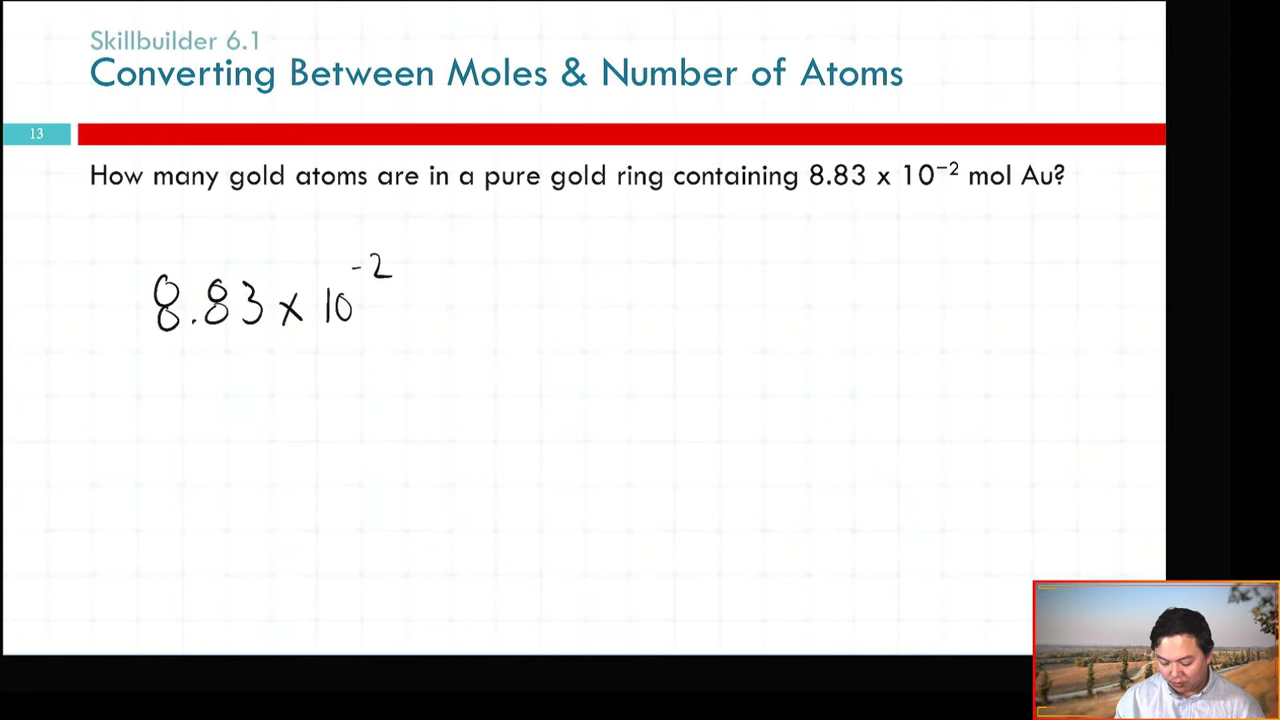 Skillbuilder 6.1
Converting Between Moles & Number of Atoms
13
How many gold atoms are in a pure gold ring containing 8.83 x 10⁻² mol Au?
8.83 x 10⁻²